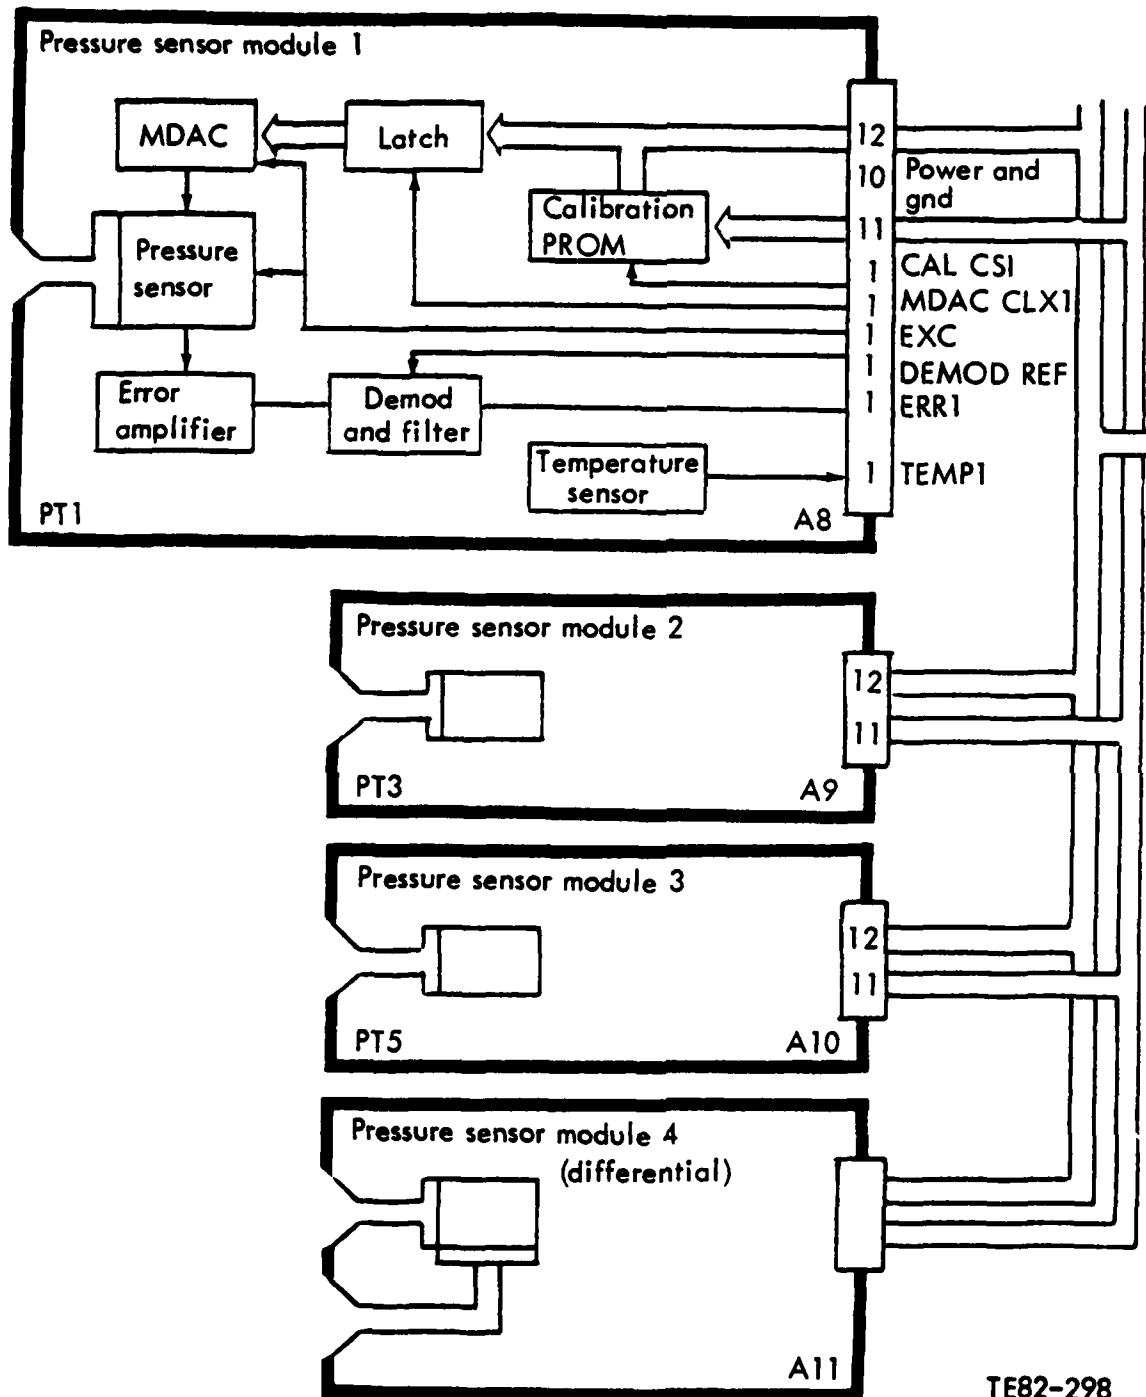 Pressure sensor module 1
MDAC
Latch
12
10
Power and
gnd
Calibration
PROM
11
Pressure
sensor
1
CAL CSI
1
MDAC CLX1
1
EXC
1
DEMOD REF
1
ERR1
Error
amplifier
Demod
and filter
Temperature
sensor
1
TEMP1
PT1
A8
Pressure sensor module 2
12
11
PT3
A9
Pressure sensor module 3
12
11
PT5
A10
Pressure sensor module 4
(differential)
A11
TE82-298